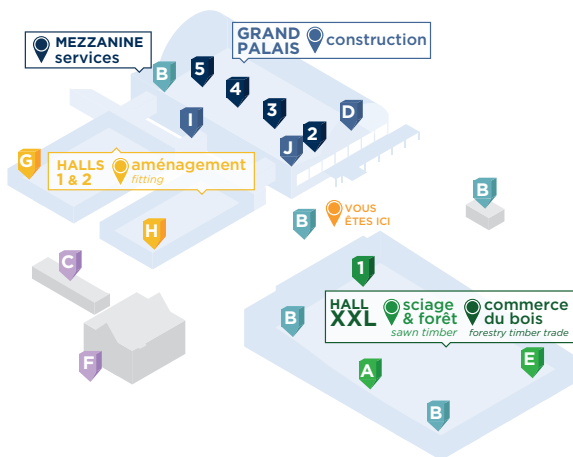 MEZZANINE
services
GRAND
PALAIS
construction
B
5
4
3
2
I
J
D
G
HALLS
1 & 2
aménagement
fitting
H
B
VOUS
ÊTES ICI
B
C
F
1
HALL
XXL
sciage
& forêt
sawn timber
commerce
du bois
forestry timber trade
B
A
E
B